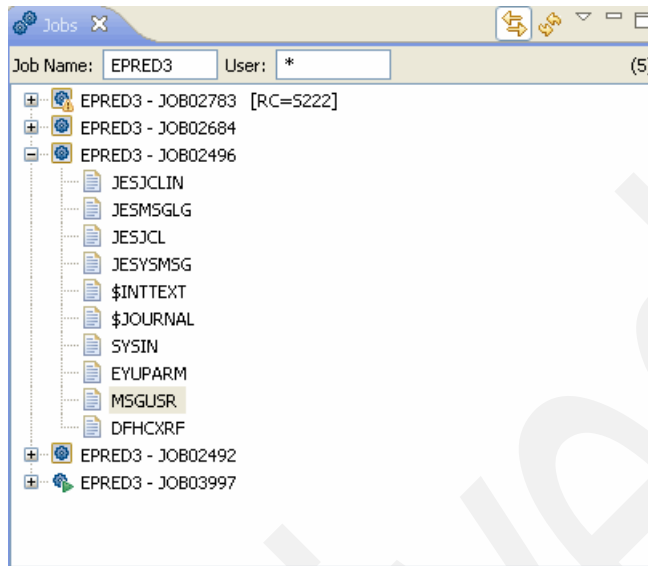 Jobs
Job Name: EPRED3 User: * (5)
EPRED3 - JOB02783 [RC=S222]
EPRED3 - JOB02684
EPRED3 - JOB02496
JESJCLIN
JESMSGLG
JESJCL
JESYSMSG
$INTTEXT
$JOURNAL
SYSIN
EYUPARM
MSGUSR
DFHCXRF
EPRED3 - JOB02492
EPRED3 - JOB03997